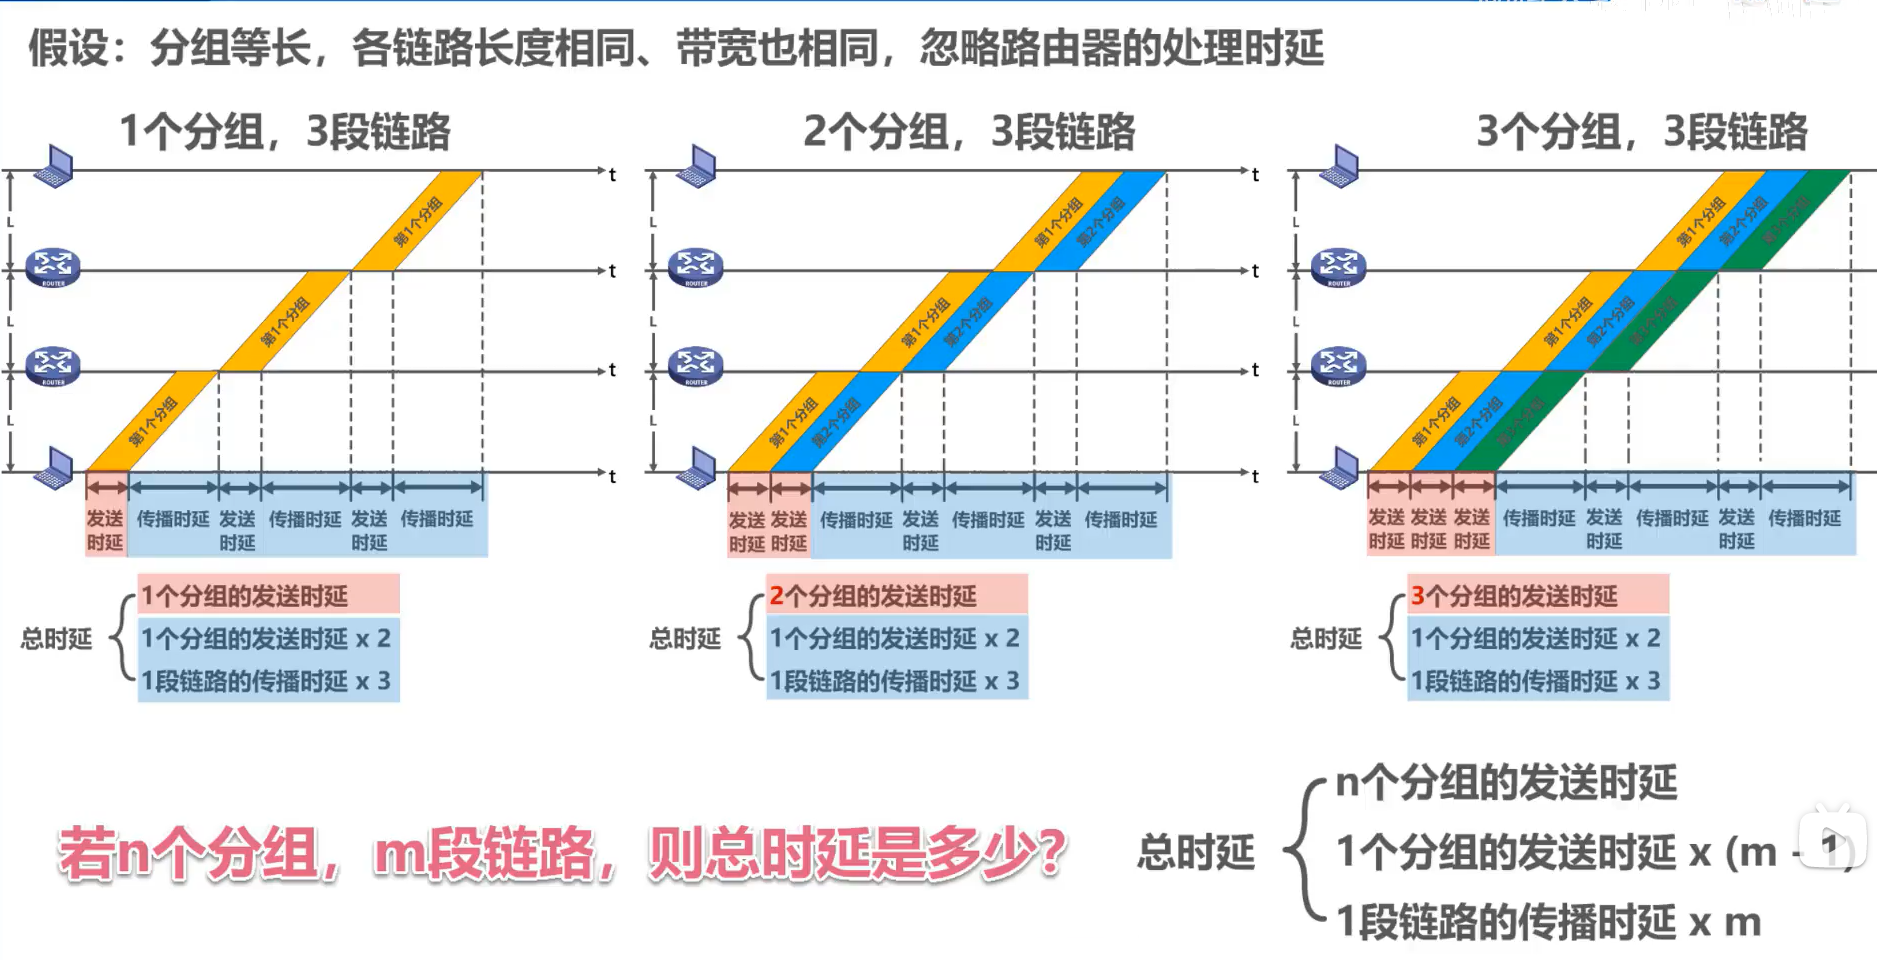 假设：分组等长，各链路长度相同、带宽也相同，忽略路由器的处理时延
1个分组，3段链路
t
L
第1个分组
ROUTER
t
L
第1个分组
ROUTER
t
L
第1个分组
t
发送时延
传播时延
发送时延
传播时延
发送时延
传播时延
总时延
1个分组的发送时延
1个分组的发送时延 x 2
1段链路的传播时延 x 3
2个分组，3段链路
t
L
第1个分组
第2个分组
ROUTER
t
L
第1个分组
第2个分组
ROUTER
t
L
第1个分组
第2个分组
t
发送时延
发送时延
传播时延
发送时延
传播时延
发送时延
传播时延
总时延
2个分组的发送时延
1个分组的发送时延 x 2
1段链路的传播时延 x 3
3个分组，3段链路
L
第1个分组
第2个分组
第3个分组
ROUTER
L
第1个分组
第2个分组
第3个分组
ROUTER
L
第1个分组
第2个分组
第3个分组
发送时延
发送时延
发送时延
传播时延
发送时延
传播时延
发送时延
传播时延
总时延
3个分组的发送时延
1个分组的发送时延 x 2
1段链路的传播时延 x 3
若n个分组，m段链路，则总时延是多少？
总时延
n个分组的发送时延
1个分组的发送时延 x (m - 1)
1段链路的传播时延 x m